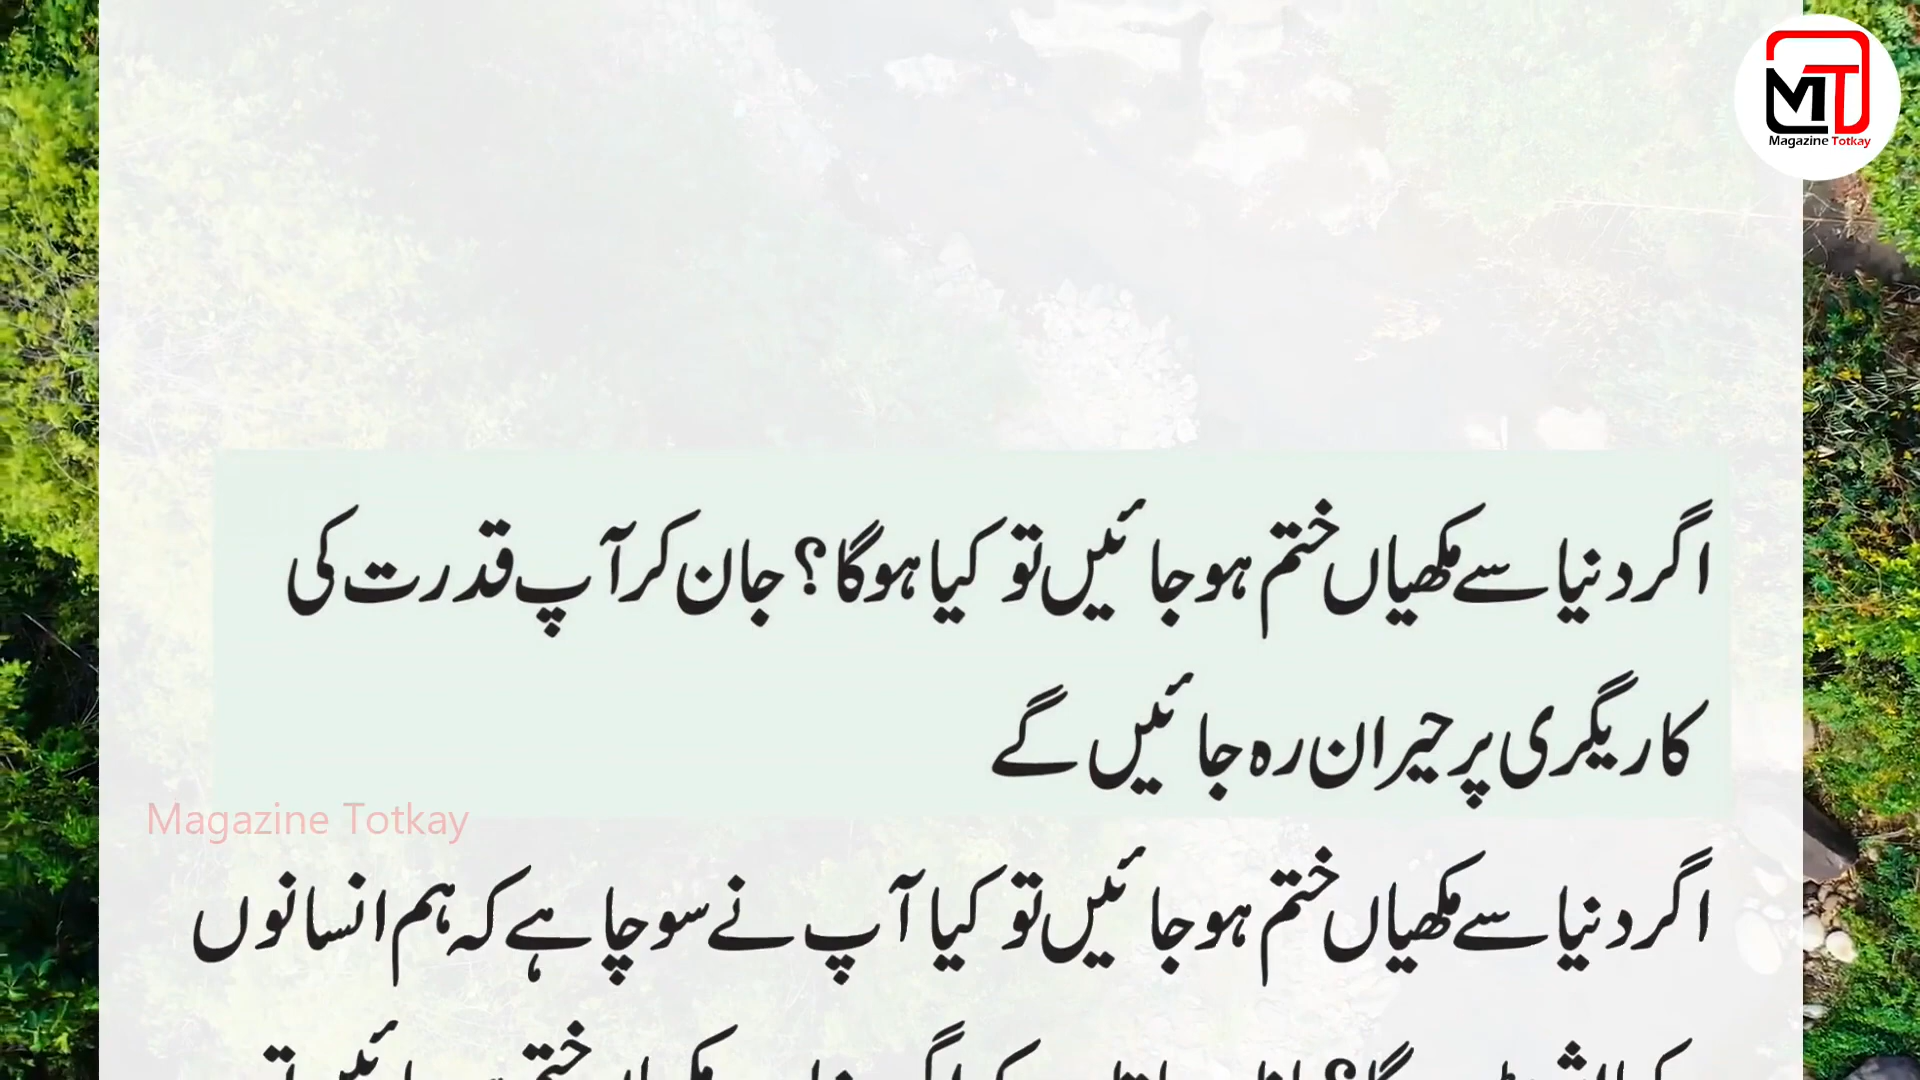 MT
Magazine Totkay
اگر دنیا سے مکھیاں ختم ہو جائیں تو کیا ہوگا؟ جان کر آپ قدرت کی
کاریگری پر حیران رہ جائیں گے
Magazine Totkay
اگر دنیا سے مکھیاں ختم ہو جائیں تو کیا آپ نے سوچا ہے کہ ہم انسانوں